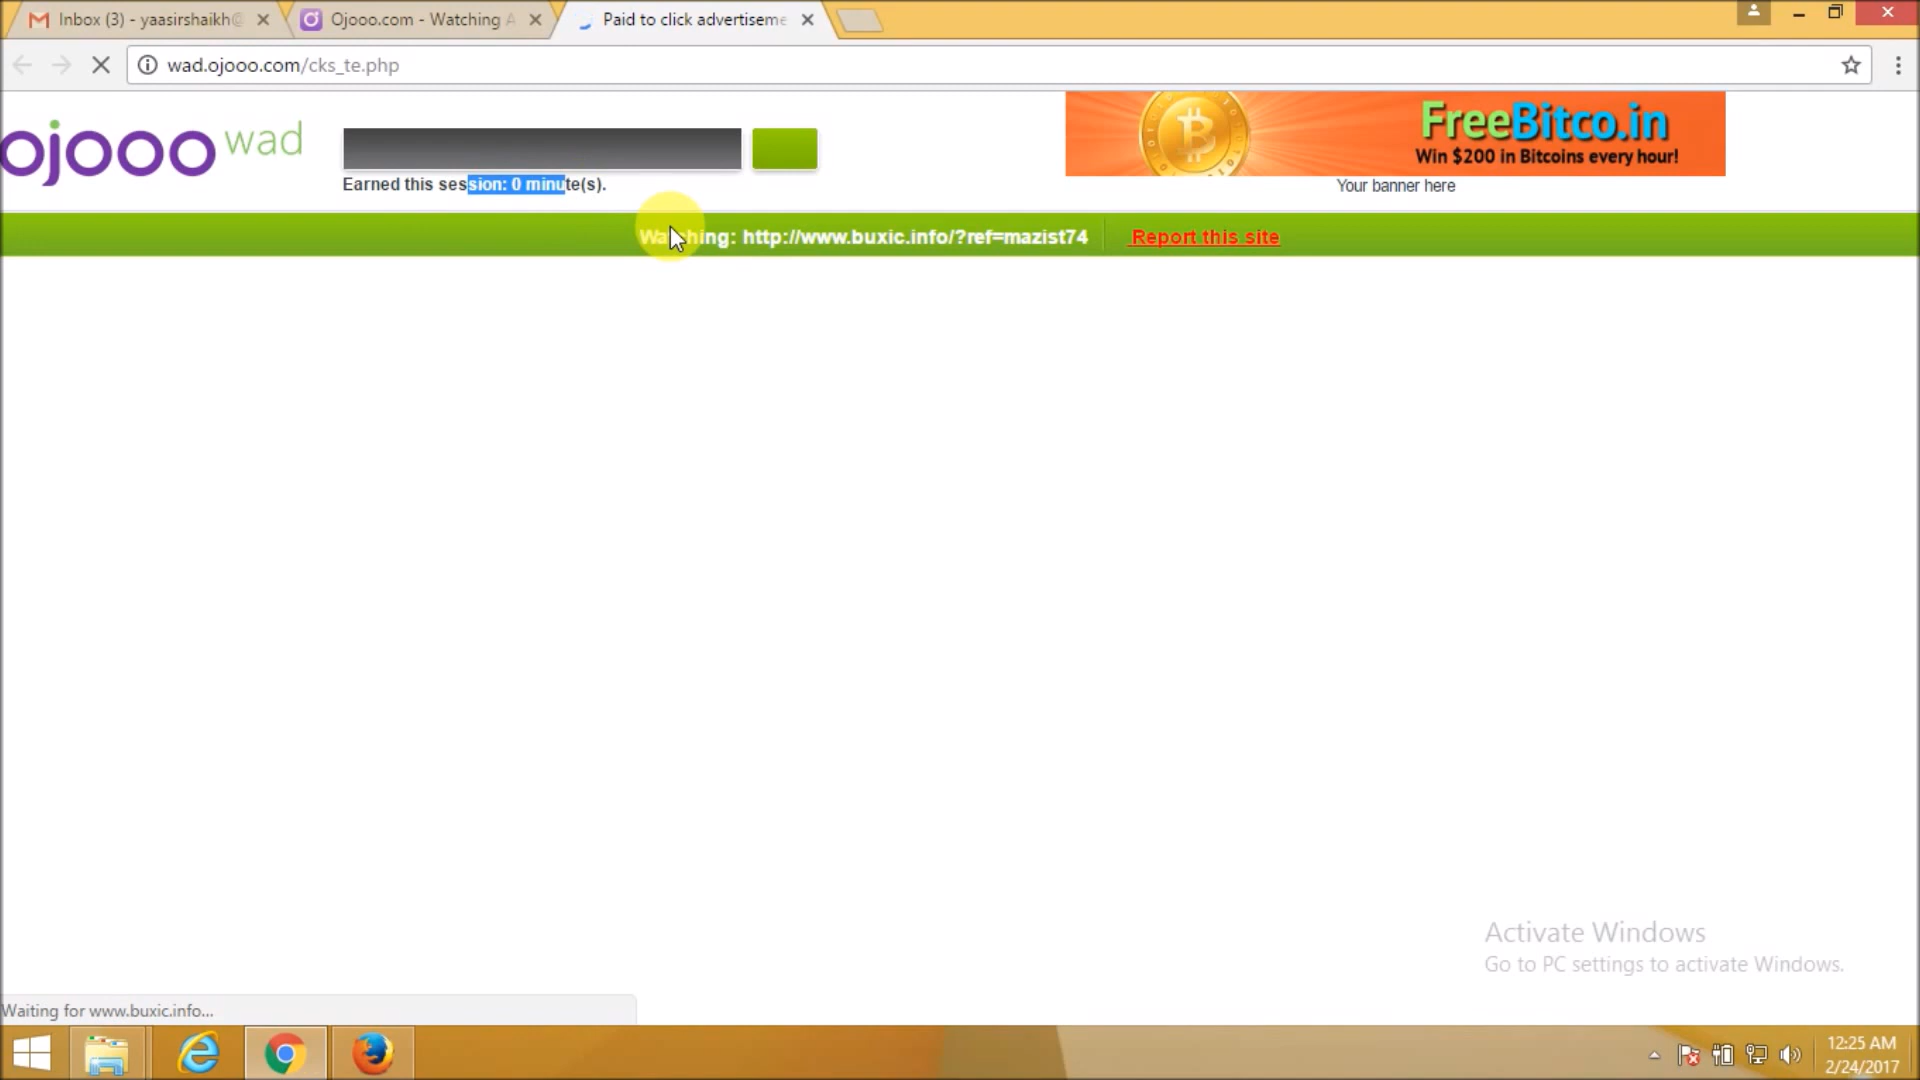 Inbox (3) - yaasirshaikh@
Ojooo.com - Watching A
Paid to click advertiseme
wad.ojooo.com/cks_te.php
ojooo wad
Earned this session: 0 minute(s).
FreeBitco.in
Win $200 in Bitcoins every hour!
Your banner here
Watching: http://www.buxic.info/?ref=mazist74
Report this site
Activate Windows
Go to PC settings to activate Windows.
Waiting for www.buxic.info...
12:25 AM
2/24/2017